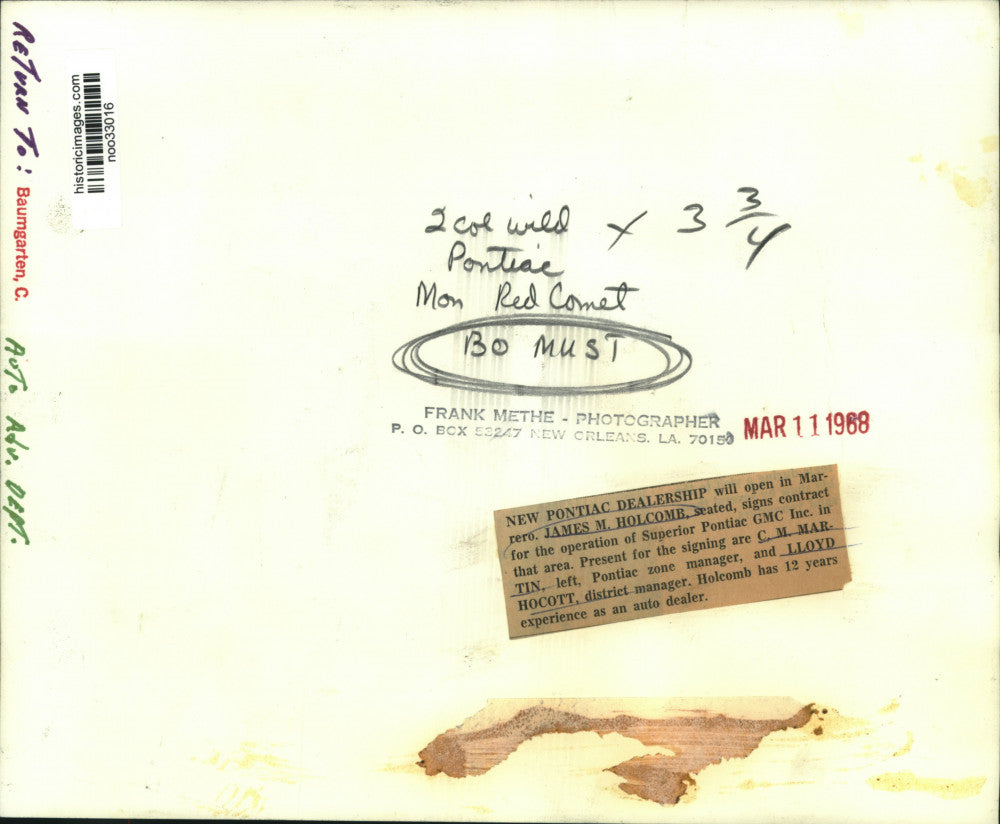 RETURN TO: Baumgarten, C. AUTO ADV. DEPT.
historicimages.com
noo33016
2 col wild x 3 3/4
Pontiac
Mon Red Comet
BO MUST
FRANK METHE - PHOTOGRAPHER
P. O. BOX 53247 NEW ORLEANS, LA. 70150
MAR 11 1968
NEW PONTIAC DEALERSHIP will open in Mar-
rero. JAMES M. HOLCOMB, seated, signs contract
for the operation of Superior Pontiac GMC Inc. in
that area. Present for the signing are C. M. MAR-
TIN, left, Pontiac zone manager, and LLOYD
HOCOTT, district manager. Holcomb has 12 years
experience as an auto dealer.